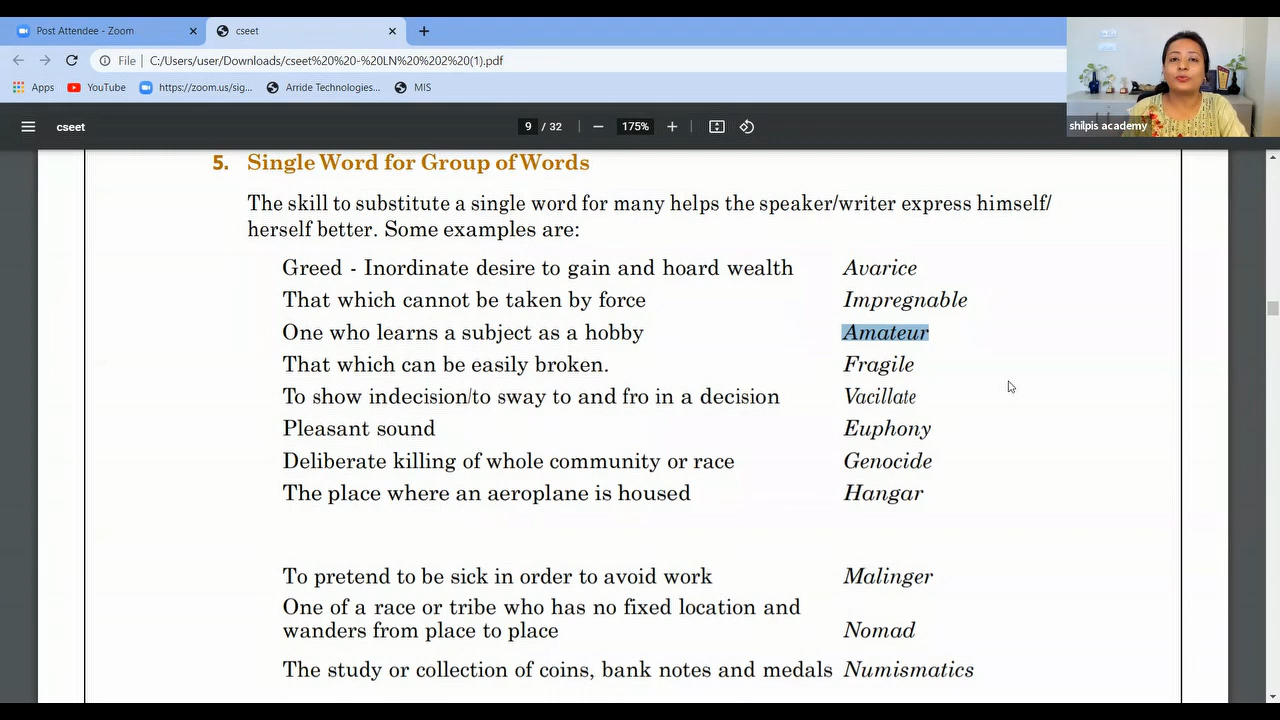 Post Attendee - Zoom
cseet
File C:/Users/user/Downloads/cseet%20%20-%20LN%20%202%20(1).pdf
Apps YouTube https://zoom.us/sig... Arride Technologies... MIS
shilpis academy
cseet 9 / 32 175%
5. Single Word for Group of Words
The skill to substitute a single word for many helps the speaker/writer express himself/
herself better. Some examples are:
Greed - Inordinate desire to gain and hoard wealth Avarice
That which cannot be taken by force Impregnable
One who learns a subject as a hobby Amateur
That which can be easily broken. Fragile
To show indecision/to sway to and fro in a decision Vacillate
Pleasant sound Euphony
Deliberate killing of whole community or race Genocide
The place where an aeroplane is housed Hangar
To pretend to be sick in order to avoid work Malinger
One of a race or tribe who has no fixed location and
wanders from place to place Nomad
The study or collection of coins, bank notes and medals Numismatics